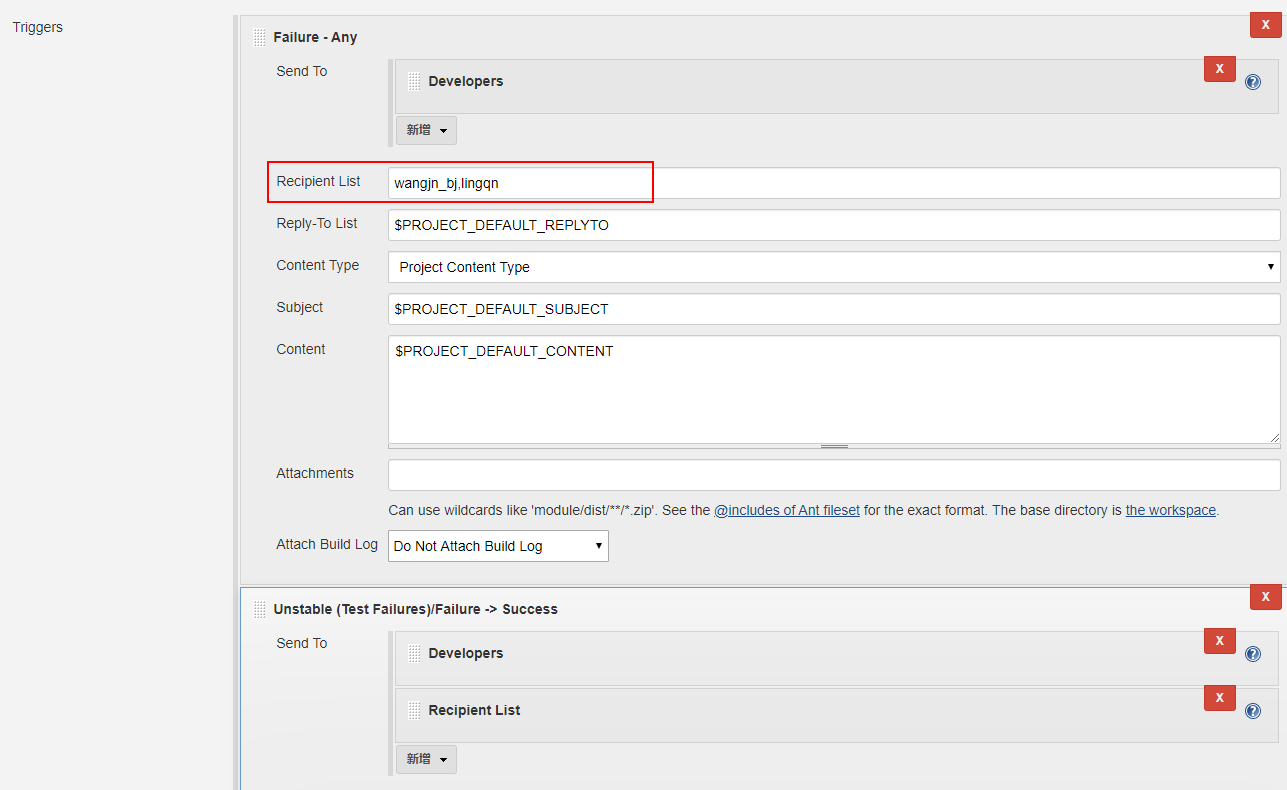 Triggers
X
Failure - Any
Send To
X
Developers
?
新增
Recipient List wangjn_bj,lingqn
Reply-To List $PROJECT_DEFAULT_REPLYTO
Content Type Project Content Type
Subject $PROJECT_DEFAULT_SUBJECT
Content $PROJECT_DEFAULT_CONTENT
Attachments
Can use wildcards like 'module/dist/**/*.zip'. See the @includes of Ant fileset for the exact format. The base directory is the workspace.
Attach Build Log Do Not Attach Build Log
X
Unstable (Test Failures)/Failure -> Success
Send To
X
Developers
?
X
Recipient List
?
新增